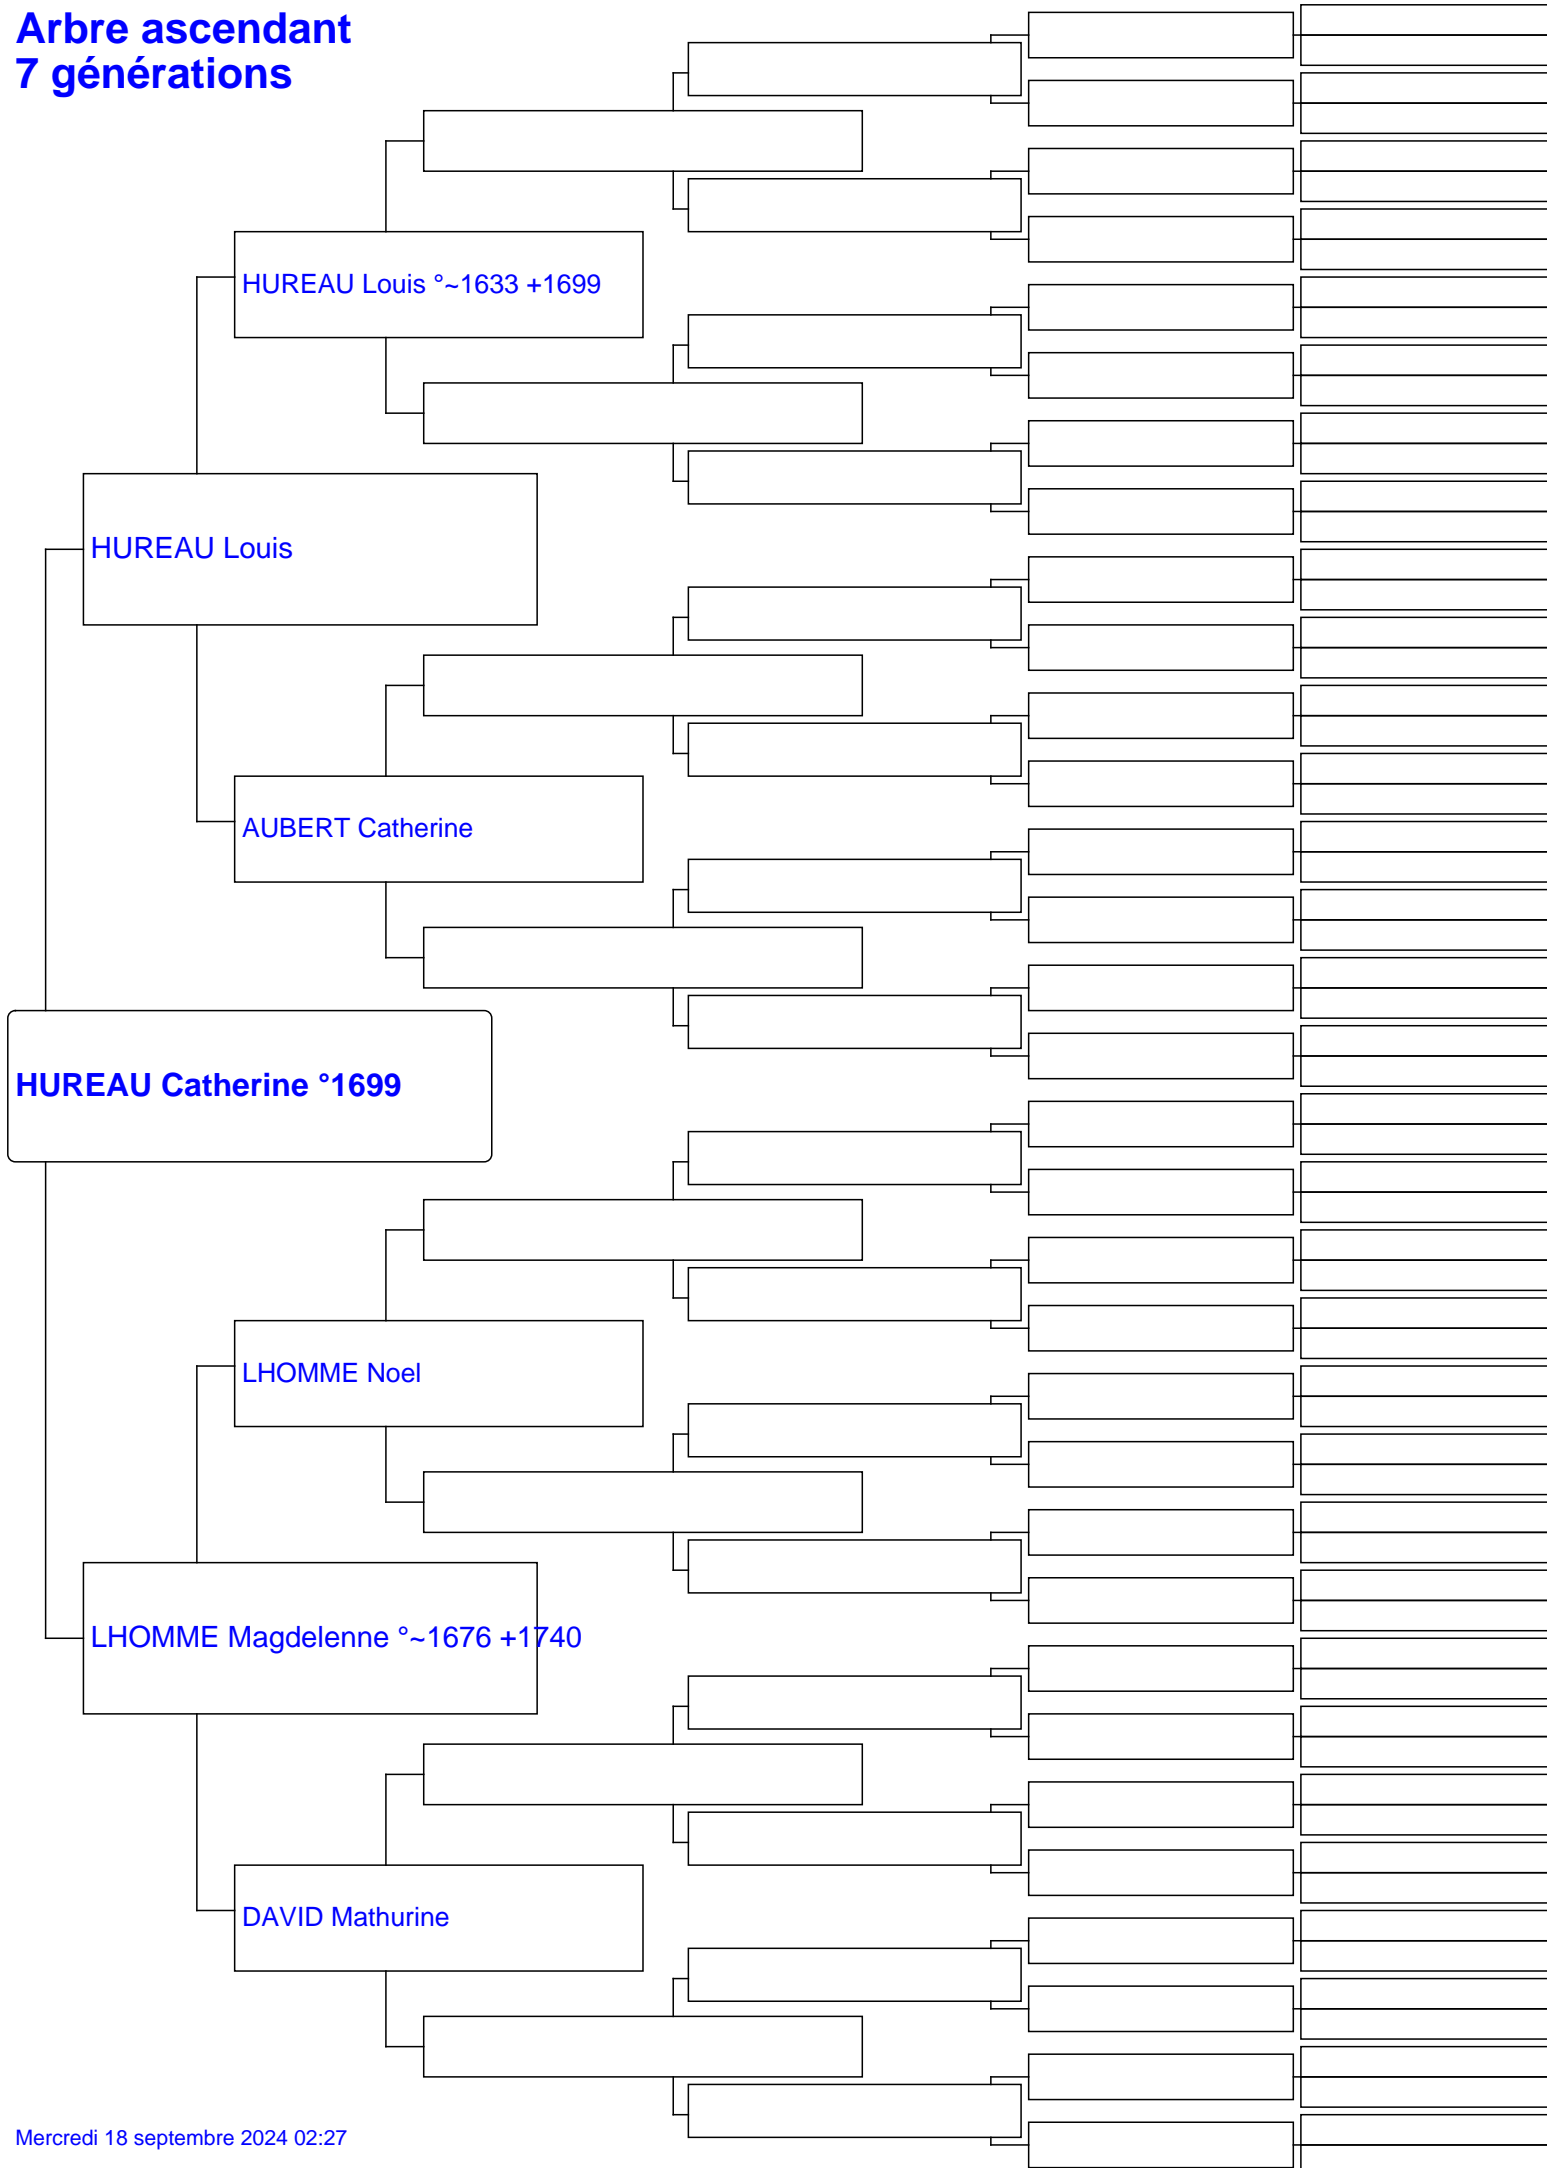 Arbre ascendant
7 générations
HUREAU Louis °~1633 +1699
HUREAU Louis
AUBERT Catherine
HUREAU Catherine °1699
LHOMME Noel
LHOMME Magdelenne °~1676 +1740
DAVID Mathurine
Mercredi 18 septembre 2024 02:27